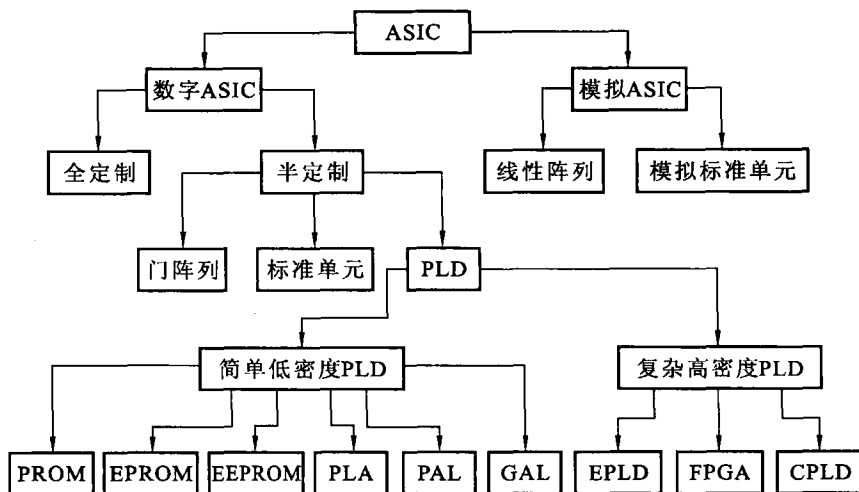 ASIC
数字ASIC
模拟ASIC
全定制
半定制
线性阵列
模拟标准单元
门阵列
标准单元
PLD
简单低密度PLD
复杂高密度PLD
PROM
EPROM
EEPROM
PLA
PAL
GAL
EPLD
FPGA
CPLD